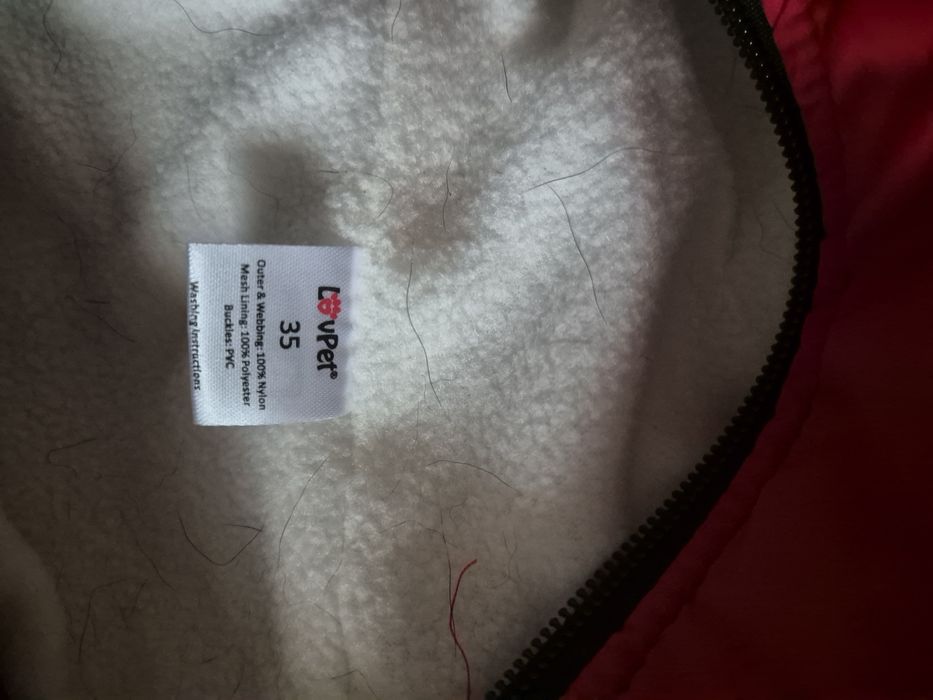 LovPet®
35
Outer & Webbing: 100% Nylon
Mesh Lining: 100% Polyester
Buckles: PVC
Washing Instructions